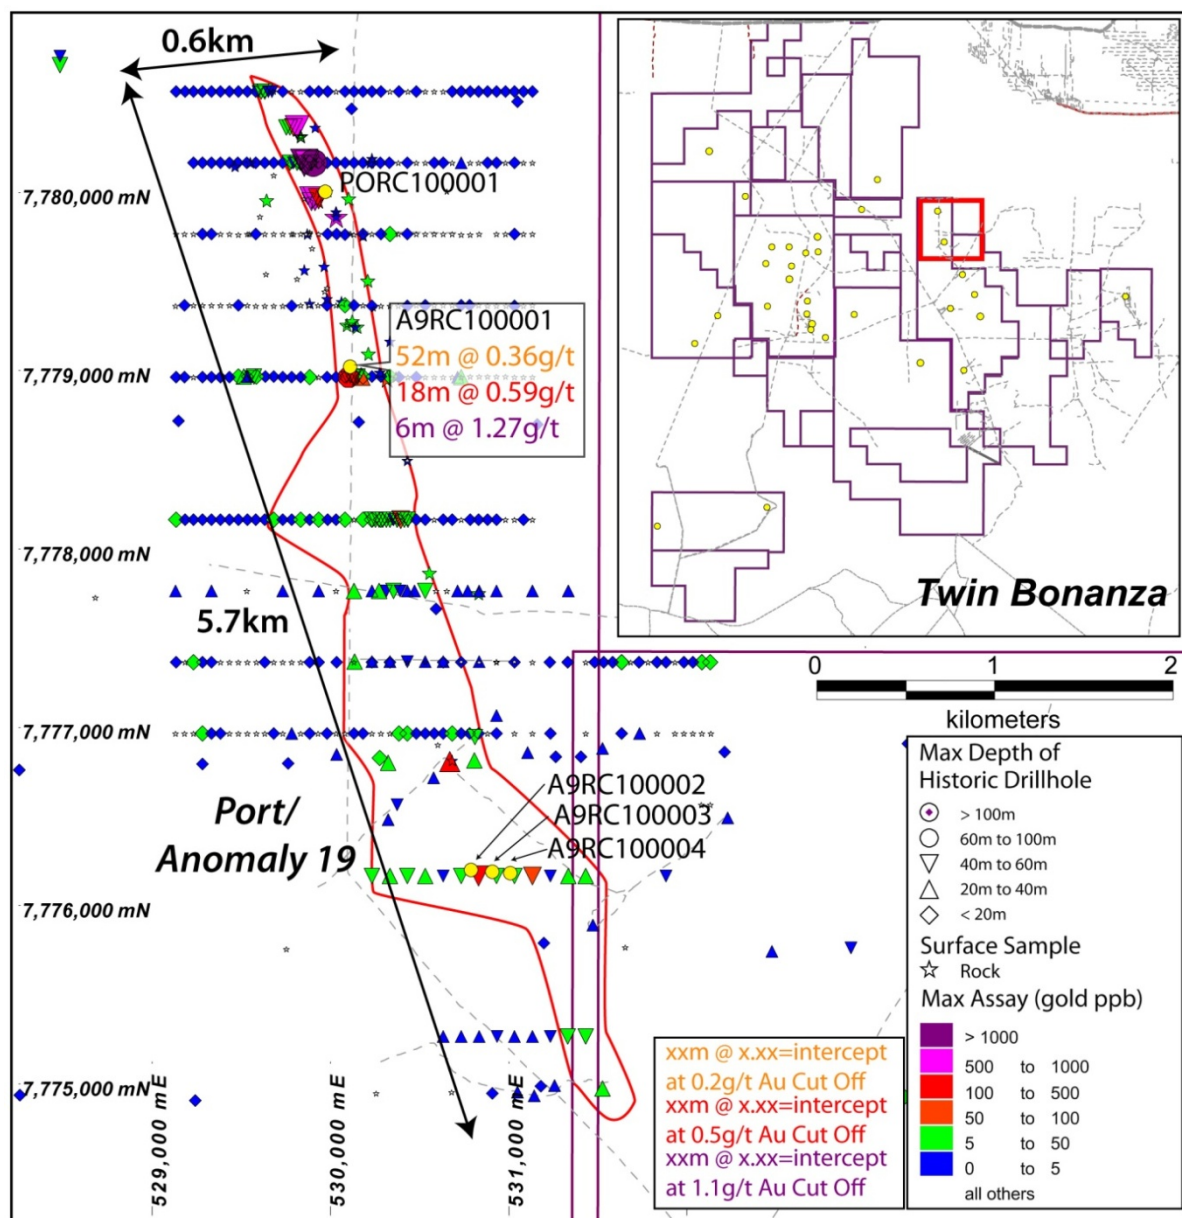 0.6km
7,780,000 mN
PORC100001
A9RC100001
52m @ 0.36g/t
18m @ 0.59g/t
6m @ 1.27g/t
7,779,000 mN
7,778,000 mN
5.7km
Twin Bonanza
0 1 2
kilometers
7,777,000 mN
Port/
Anomaly 19
A9RC100002
A9RC100003
A9RC100004
7,776,000 mN
7,775,000 mN
529,000 mE
530,000 mE
531,000 mE
xxm @ x.xx=intercept
at 0.2g/t Au Cut Off
xxm @ x.xx=intercept
at 0.5g/t Au Cut Off
xxm @ x.xx=intercept
at 1.1g/t Au Cut Off
Max Depth of
Historic Drillhole
> 100m
60m to 100m
40m to 60m
20m to 40m
< 20m
Surface Sample
Rock
Max Assay (gold ppb)
> 1000
500 to 1000
100 to 500
50 to 100
5 to 50
0 to 5
all others